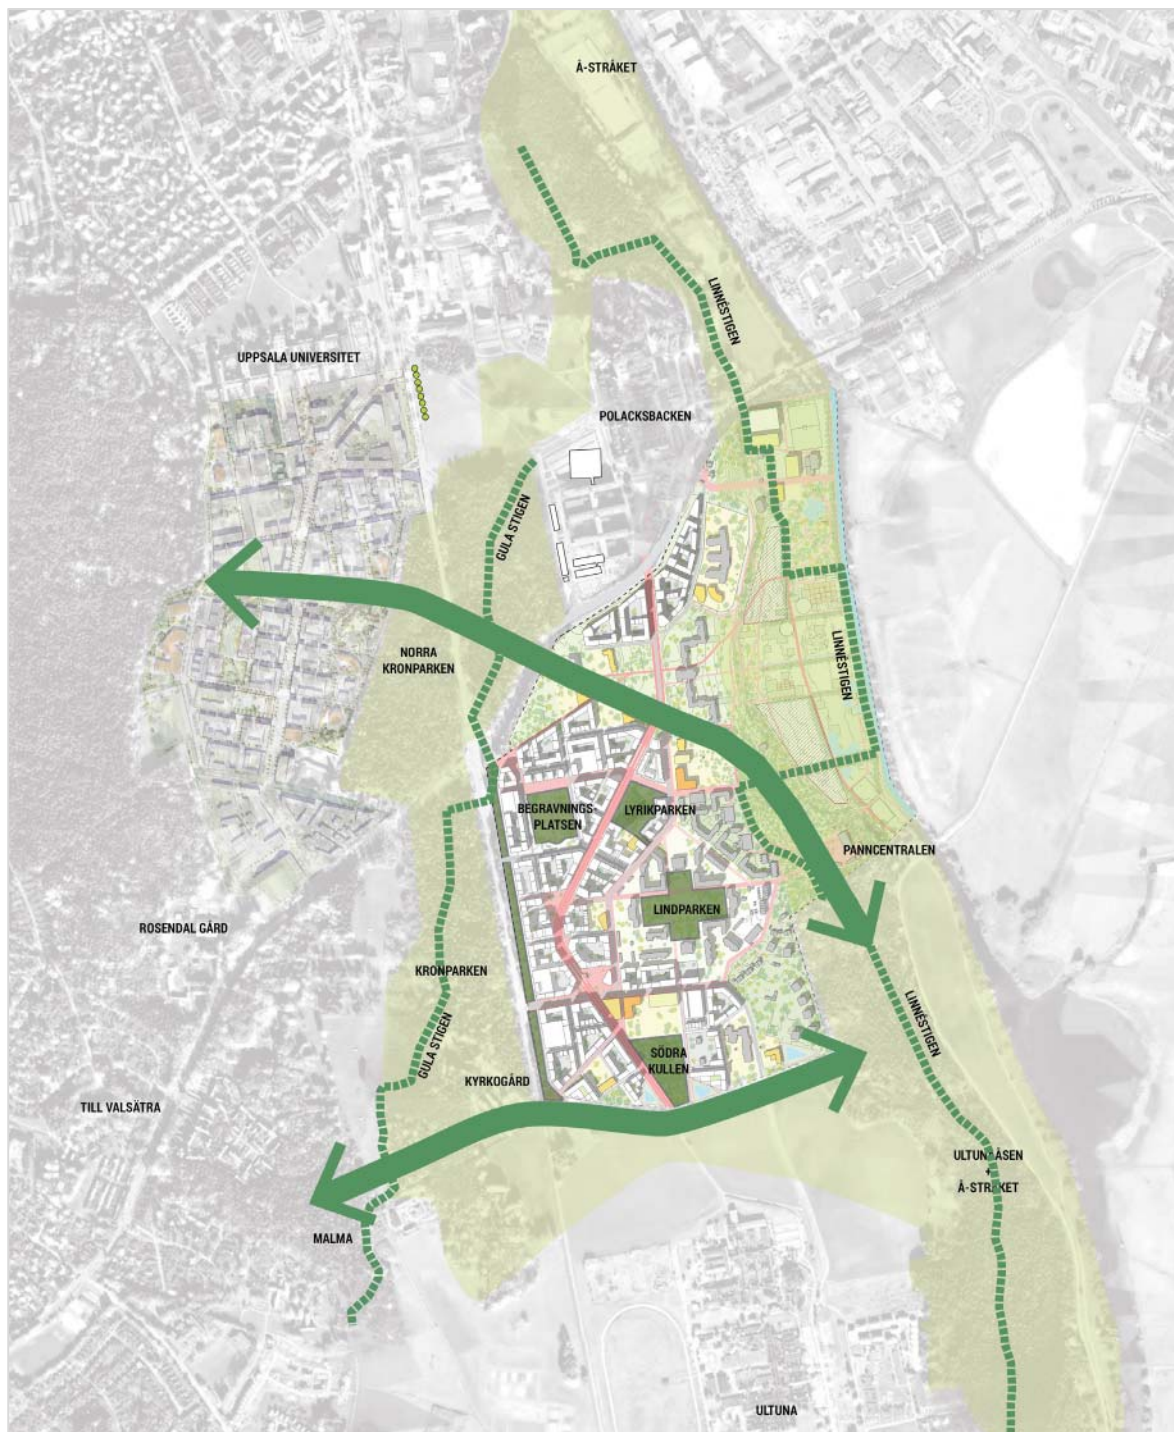 Å-STRÅKET
LINNÉSTIGEN
UPPSALA UNIVERSITET
POLACKSBACKEN
GULA STIGEN
NORRA
KRONPARKEN
LINNÉSTIGEN
BEGRAVNINGS-
PLATSEN
LYRIKPARKEN
PANNCENTRALEN
LINDPARKEN
ROSENDAL GÅRD
KRONPARKEN
LINNÉSTIGEN
GULA STIGEN
SÖDRA
KULLEN
KYRKOGÅRD
TILL VALSÄTRA
+
Å-STRÅKET
MALMA
ULTUNA